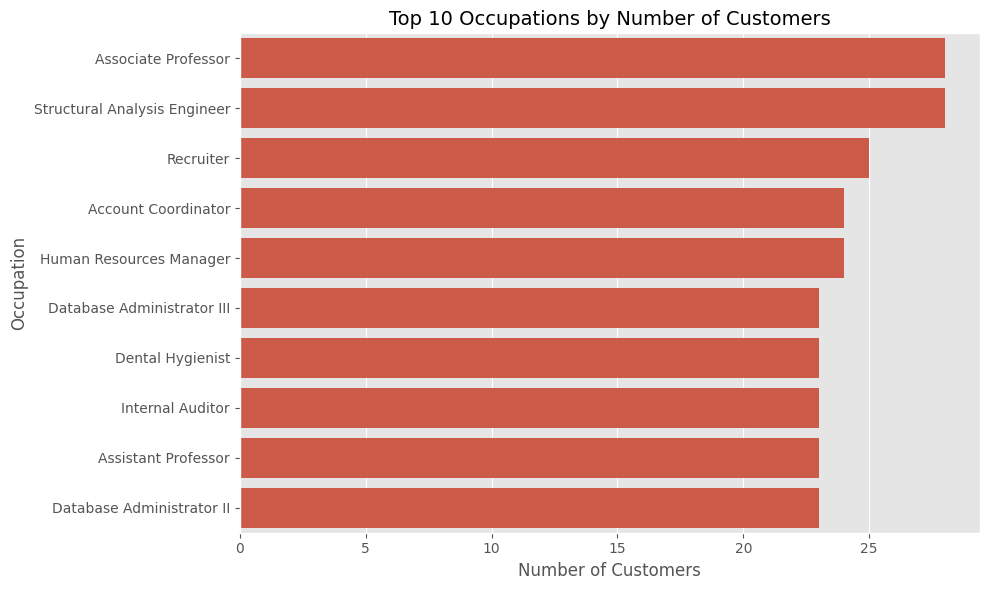 Top 10 Occupations by Number of Customers
Associate Professor
Structural Analysis Engineer
Recruiter
Account Coordinator
Human Resources Manager
Database Administrator III
Dental Hygienist
Internal Auditor
Assistant Professor
Database Administrator II
Occupation
0 5 10 15 20 25
Number of Customers